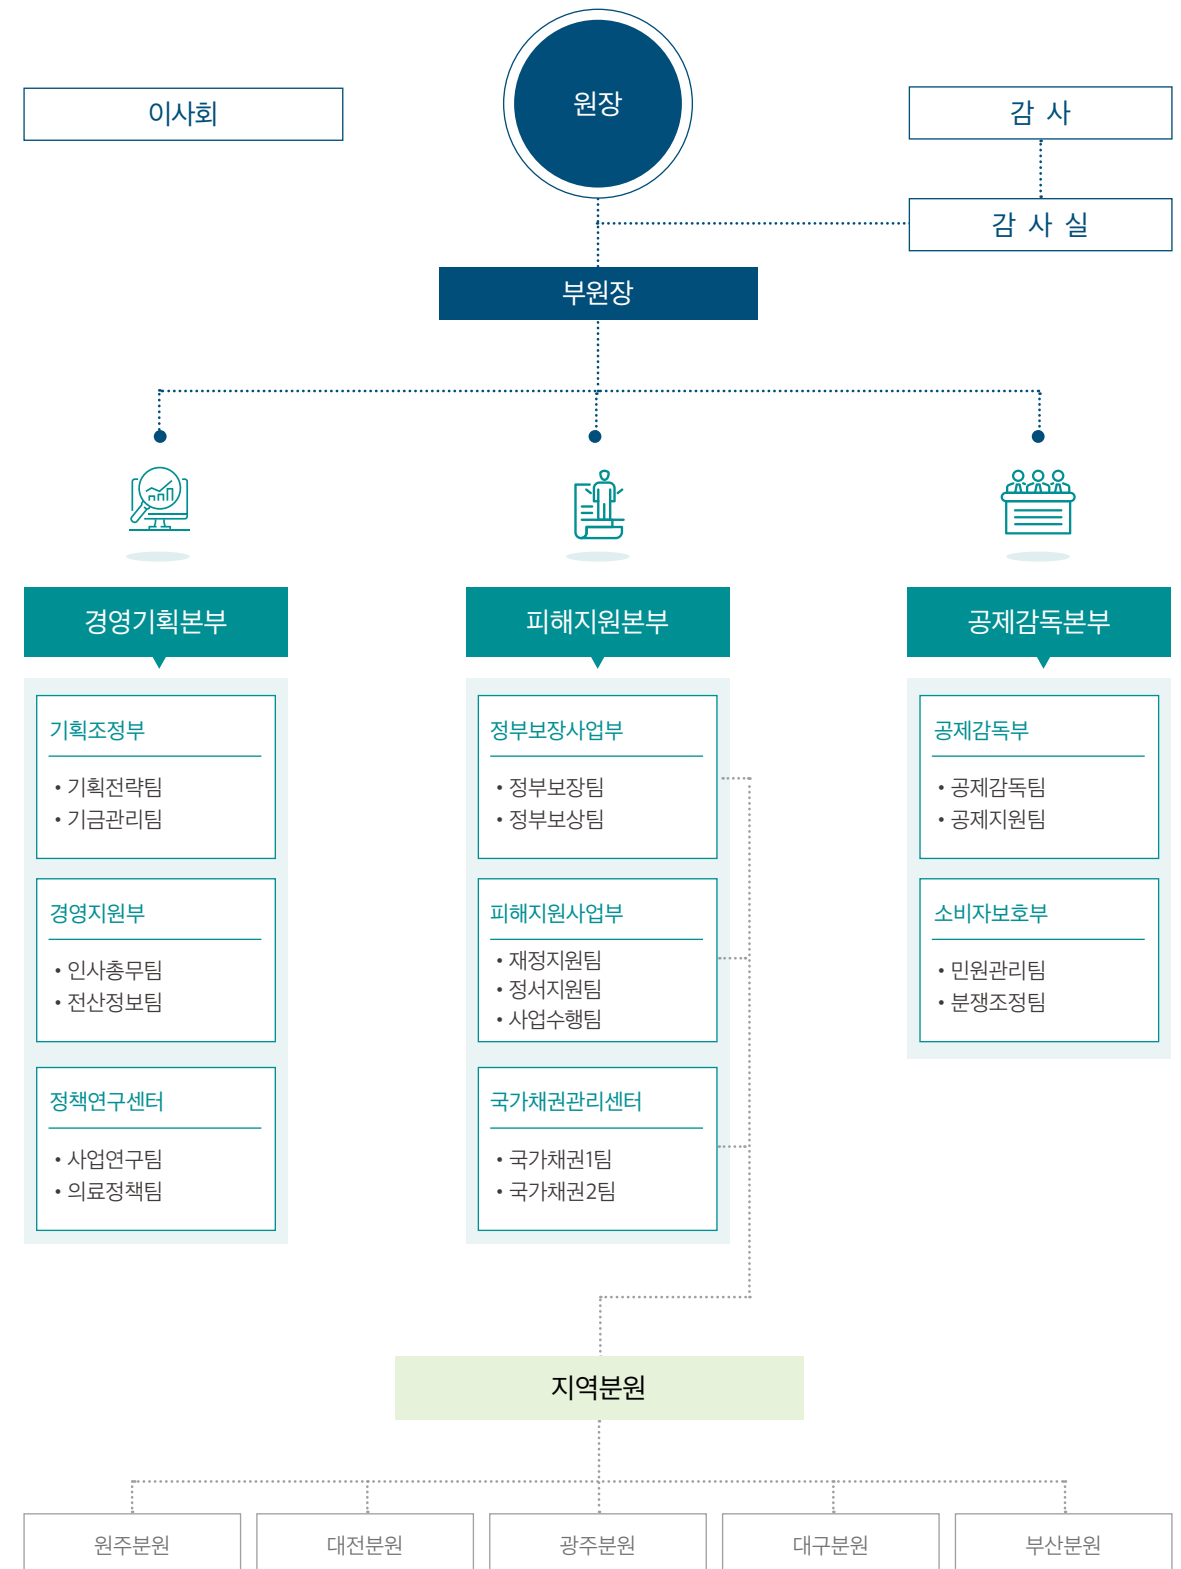 이사회
원장
감 사
감 사 실
부원장
경영기획본부
기획조정부
• 기획전략팀
• 기금관리팀
경영지원부
• 인사총무팀
• 전산정보팀
정책연구센터
• 사업연구팀
• 의료정책팀
피해지원본부
정부보장사업부
• 정부보장팀
• 정부보상팀
피해지원사업부
• 재정지원팀
• 정서지원팀
• 사업수행팀
국가채권관리센터
• 국가채권1팀
• 국가채권2팀
공제감독본부
공제감독부
• 공제감독팀
• 공제지원팀
소비자보호부
• 민원관리팀
• 분쟁조정팀
지역분원
원주분원
대전분원
광주분원
대구분원
부산분원